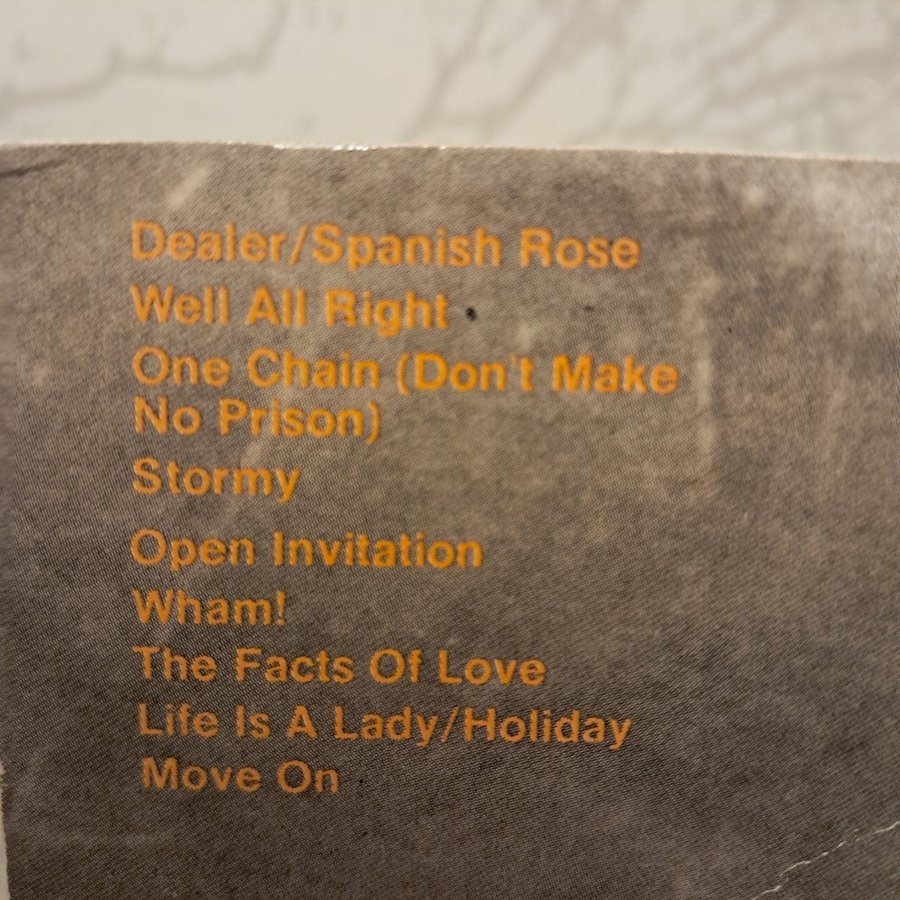 Dealer/Spanish Rose
Well All Right
One Chain (Don't Make
No Prison)
Stormy
Open Invitation
Wham!
The Facts Of Love
Life Is A Lady/Holiday
Move On